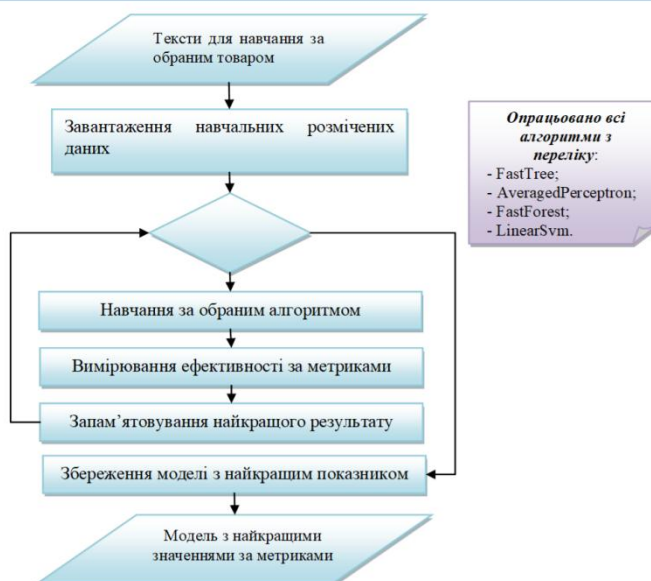 Тексти для навчання за
обраним товаром
Завантаження навчальних розмічених
даних
Опрацьовано всі
алгоритми з
переліку:
- FastTree;
- AveragedPerceptron;
- FastForest;
- LinearSvm.
Навчання за обраним алгоритмом
Вимірювання ефективності за метриками
Запам’ятовування найкращого результату
Збереження моделі з найкращим показником
Модель з найкращими
значеннями за метриками